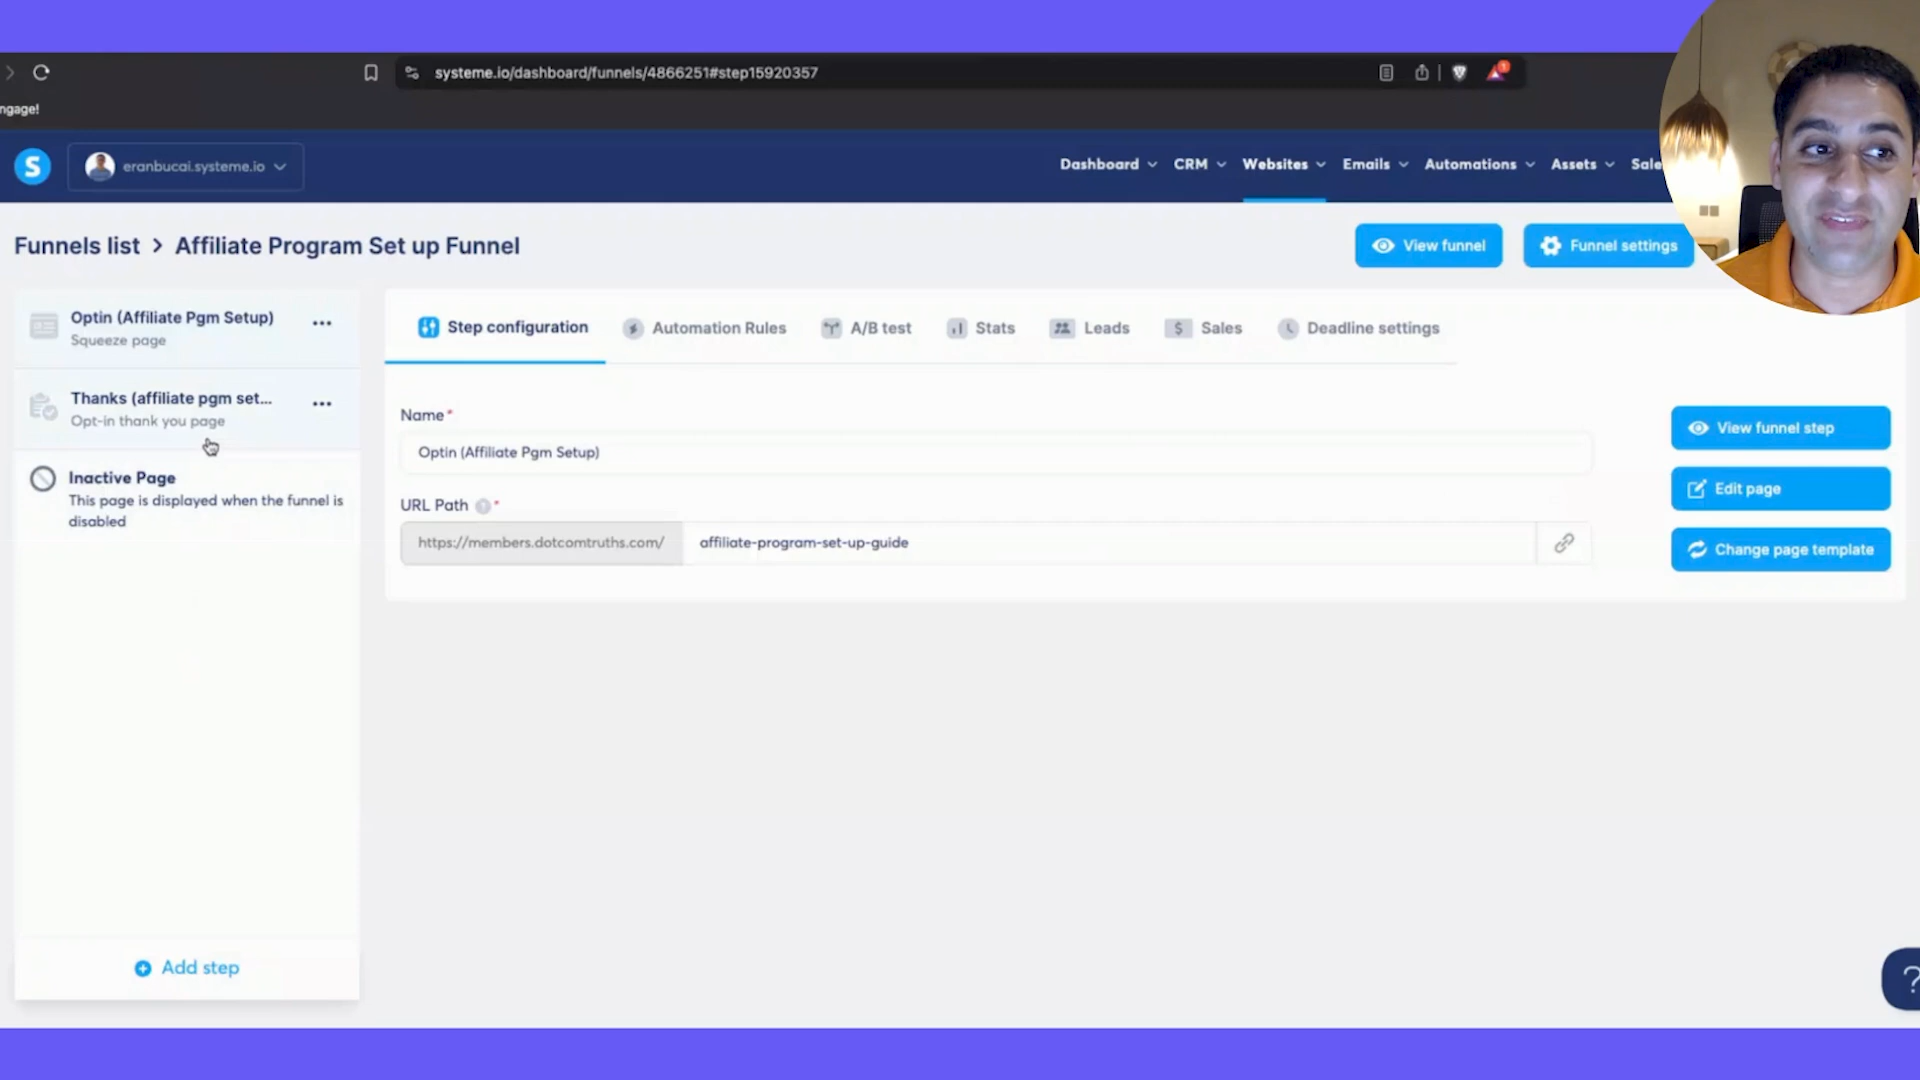 systeme.io/dashboard/funnels/4866251#step15920357
1
ngage!
S
eranbucai.systeme.io
Dashboard
CRM
Websites
Emails
Automations
Assets
Sale
Funnels list > Affiliate Program Set up Funnel
View funnel
Funnel settings
Optin (Affiliate Pgm Setup)
Squeeze page
Thanks (affiliate pgm set...
Opt-in thank you page
Inactive Page
This page is displayed when the funnel is
disabled
Add step
Step configuration
Automation Rules
A/B test
Stats
Leads
$ Sales
Deadline settings
Name*
Optin (Affiliate Pgm Setup)
URL Path ? *
https://members.dotcomtruths.com/
affiliate-program-set-up-guide
View funnel step
Edit page
Change page template
?